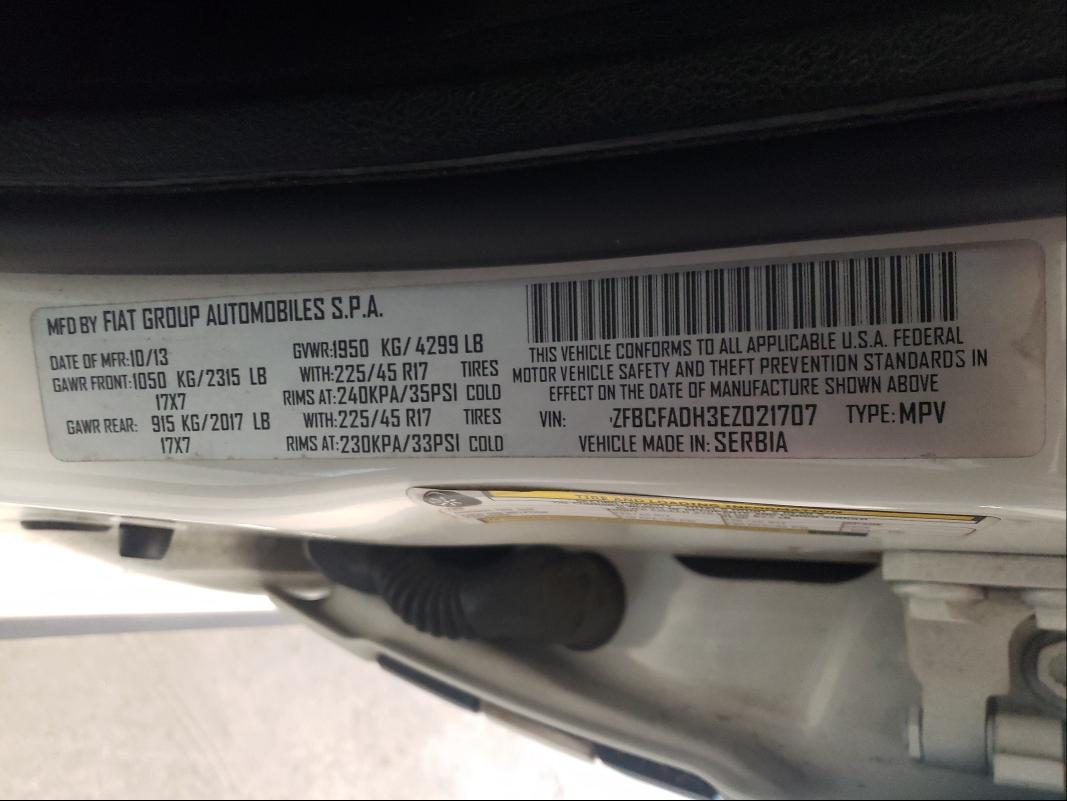 MFD BY FIAT GROUP AUTOMOBILES S.P.A.
DATE OF MFR:10/13 GVWR:1950 KG/4299 LB
GAWR FRONT:1050 KG/2315 LB WITH:225/45 R17 TIRES
17X7 RIMS AT:240KPA/35PSI COLD
GAWR REAR: 915 KG/2017 LB WITH:225/45 R17 TIRES
17X7 RIMS AT:230KPA/33PSI COLD
THIS VEHICLE CONFORMS TO ALL APPLICABLE U.S.A. FEDERAL
MOTOR VEHICLE SAFETY AND THEFT PREVENTION STANDARDS IN
EFFECT ON THE DATE OF MANUFACTURE SHOWN ABOVE
VIN: ZFBCFADH3EZ021707 TYPE:MPV
VEHICLE MADE IN: SERBIA
TIRE AND LOADING INFORMATION